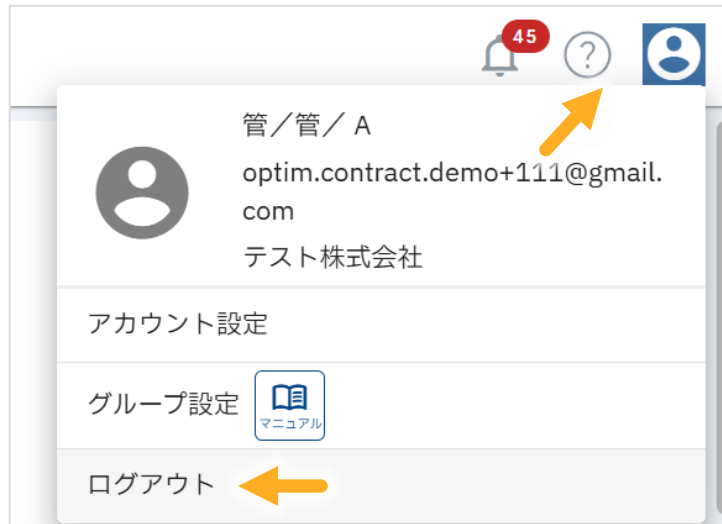 45
?
管／管／ A
optim.contract.demo+111@gmail.
com
テスト株式会社
アカウント設定
グループ設定
マニュアル
ログアウト